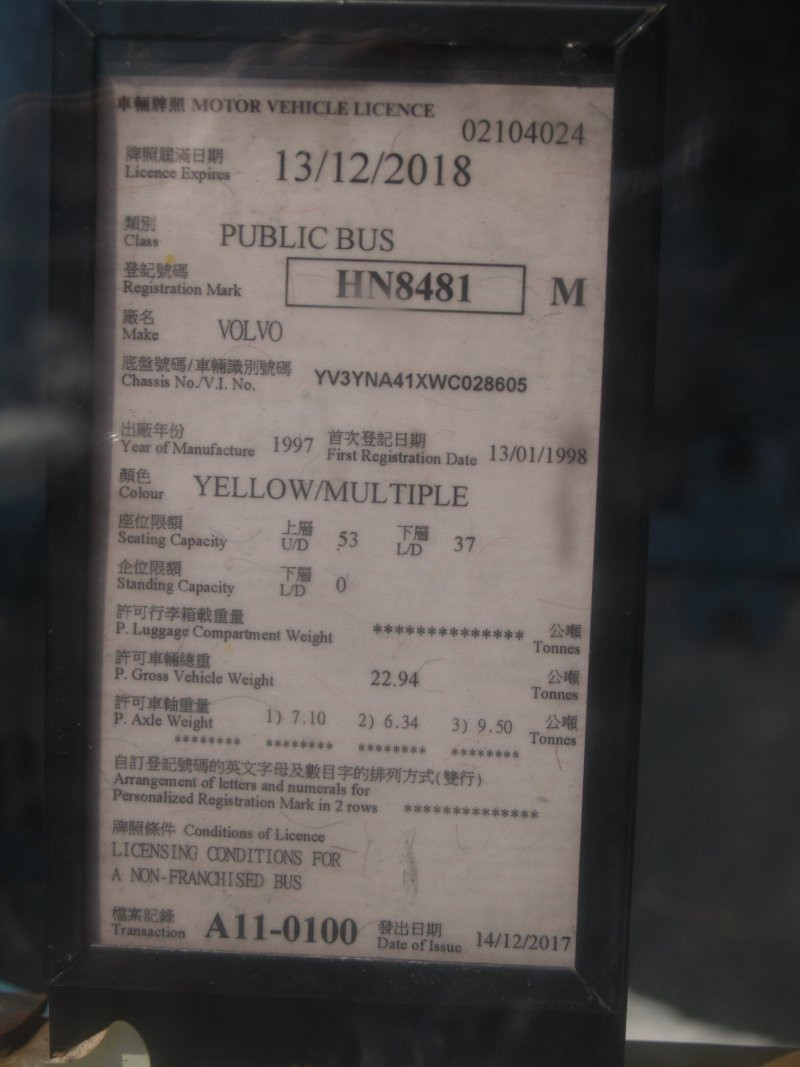 車輛牌照 MOTOR VEHICLE LICENCE
02104024
牌照屆滿日期
Licence Expires 13/12/2018
類別
Class PUBLIC BUS
登記號碼
Registration Mark HN8481 M
廠名
Make VOLVO
底盤號碼/車輛識別號碼
Chassis No./V.I. No. YV3YNA41XWC028605
出廠年份 首次登記日期
Year of Manufacture 1997 First Registration Date 13/01/1998
顏色
Colour YELLOW/MULTIPLE
座位限額 上層 下層
Seating Capacity U/D 53 L/D 37
企位限額 下層
Standing Capacity L/D 0
許可行李箱載重量 公噸
P. Luggage Compartment Weight ************** Tonnes
許可車輛總重 公噸
P. Gross Vehicle Weight 22.94 Tonnes
許可車軸重量 公噸
P. Axle Weight 1) 7.10 2) 6.34 3) 9.50 Tonnes
******** ******** ******** ********
自訂登記號碼的英文字母及數目字的排列方式(雙行)
Arrangement of letters and numerals for
Personalized Registration Mark in 2 rows **************
牌照條件 Conditions of Licence
LICENSING CONDITIONS FOR
A NON-FRANCHISED BUS
檔案記錄 發出日期
Transaction A11-0100 Date of Issue 14/12/2017